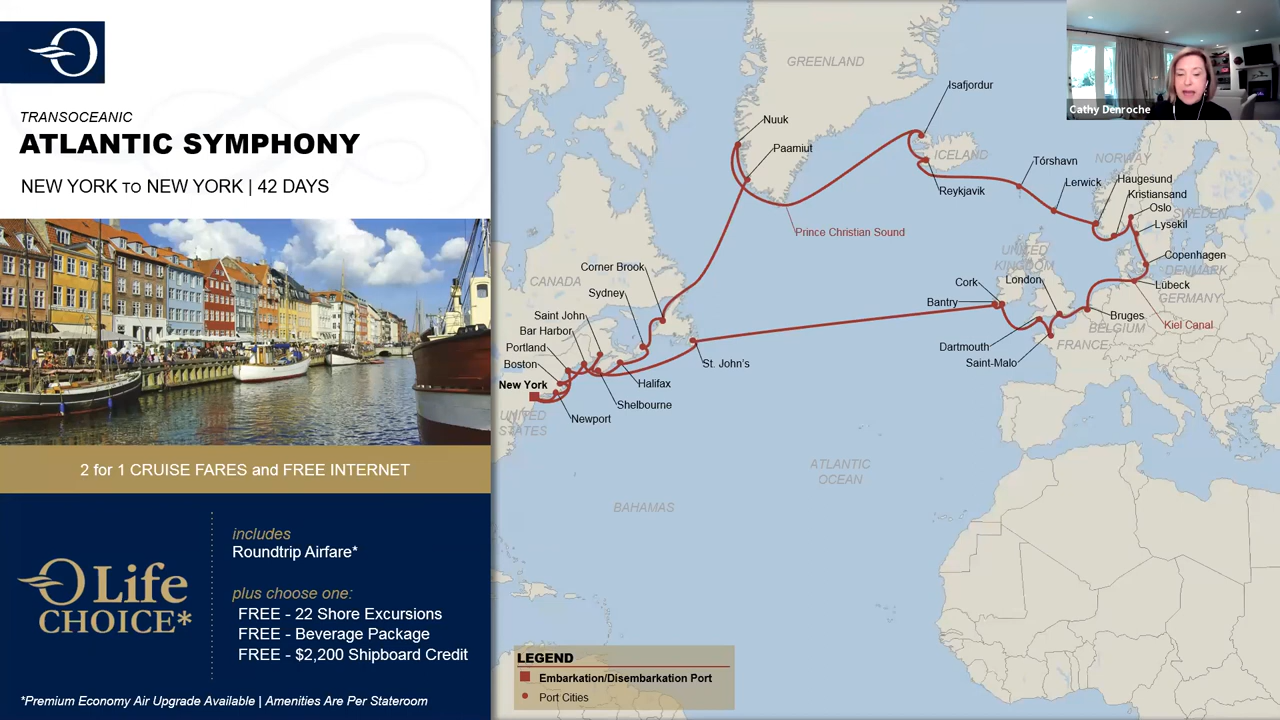 TRANSOCEANIC
ATLANTIC SYMPHONY
NEW YORK TO NEW YORK | 42 DAYS
2 for 1 CRUISE FARES and FREE INTERNET
O Life
CHOICE*
includes
Roundtrip Airfare*
plus choose one:
FREE - 22 Shore Excursions
FREE - Beverage Package
FREE - $2,200 Shipboard Credit
*Premium Economy Air Upgrade Available | Amenities Are Per Stateroom
GREENLAND
Isafjordur
Cathy Denroche
Nuuk
Paamiut
ICELAND
Reykjavik
Tórshavn
NORWAY
Lerwick
Haugesund
Kristiansand
Oslo
SWEDEN
Lysekil
Prince Christian Sound
Copenhagen
DENMARK
Lübeck
GERMANY
Kiel Canal
UNITED
KINGDOM
London
Cork
Bantry
Bruges
BELGIUM
Dartmouth
FRANCE
Saint-Malo
CANADA
Corner Brook
Sydney
Saint John
Bar Harbor
Portland
Boston
New York
UNITED
STATES
St. John's
Halifax
Shelbourne
Newport
ATLANTIC
OCEAN
BAHAMAS
LEGEND
Embarkation/Disembarkation Port
Port Cities